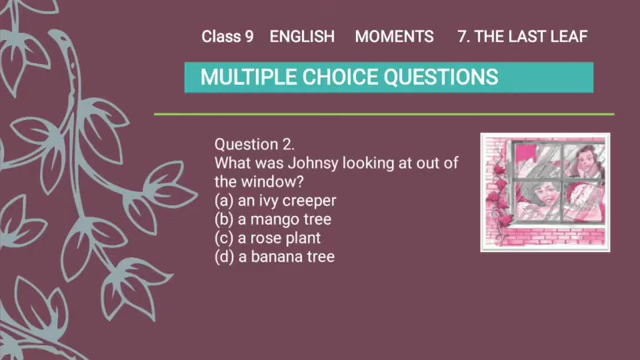 Class 9 ENGLISH MOMENTS 7. THE LAST LEAF
MULTIPLE CHOICE QUESTIONS
Question 2.
What was Johnsy looking at out of
the window?
(a) an ivy creeper
(b) a mango tree
(c) a rose plant
(d) a banana tree